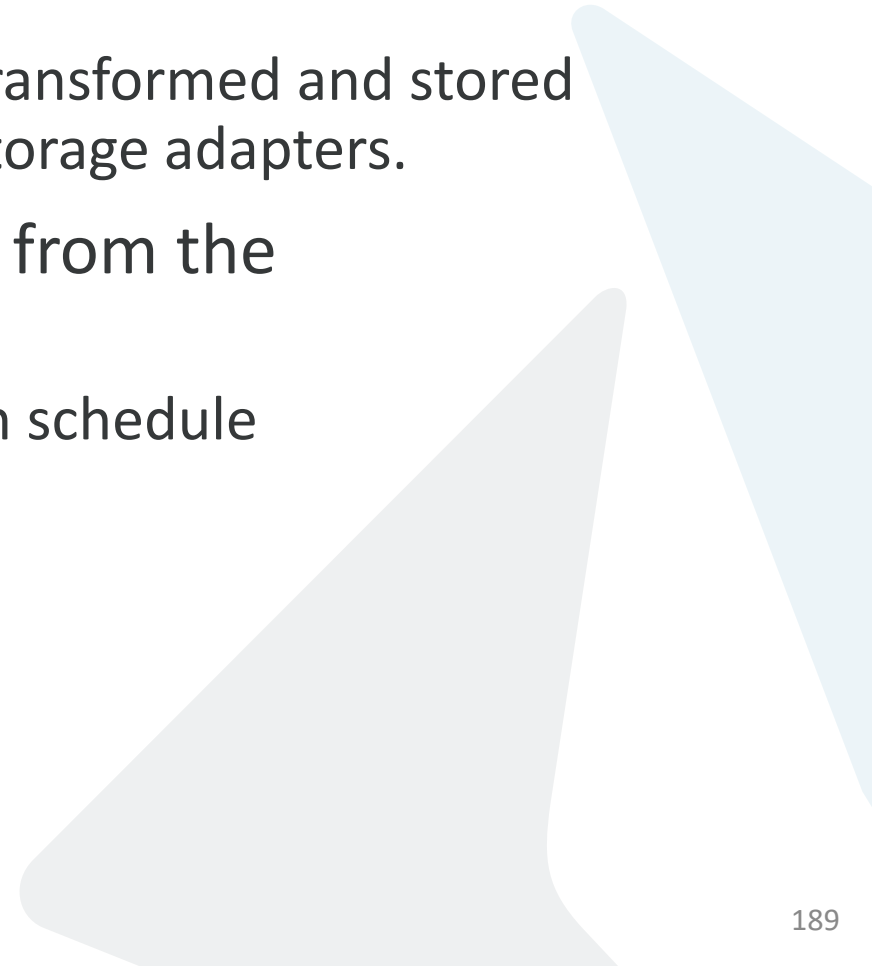 ransformed and stored
torage adapters.
from the
n schedule
189